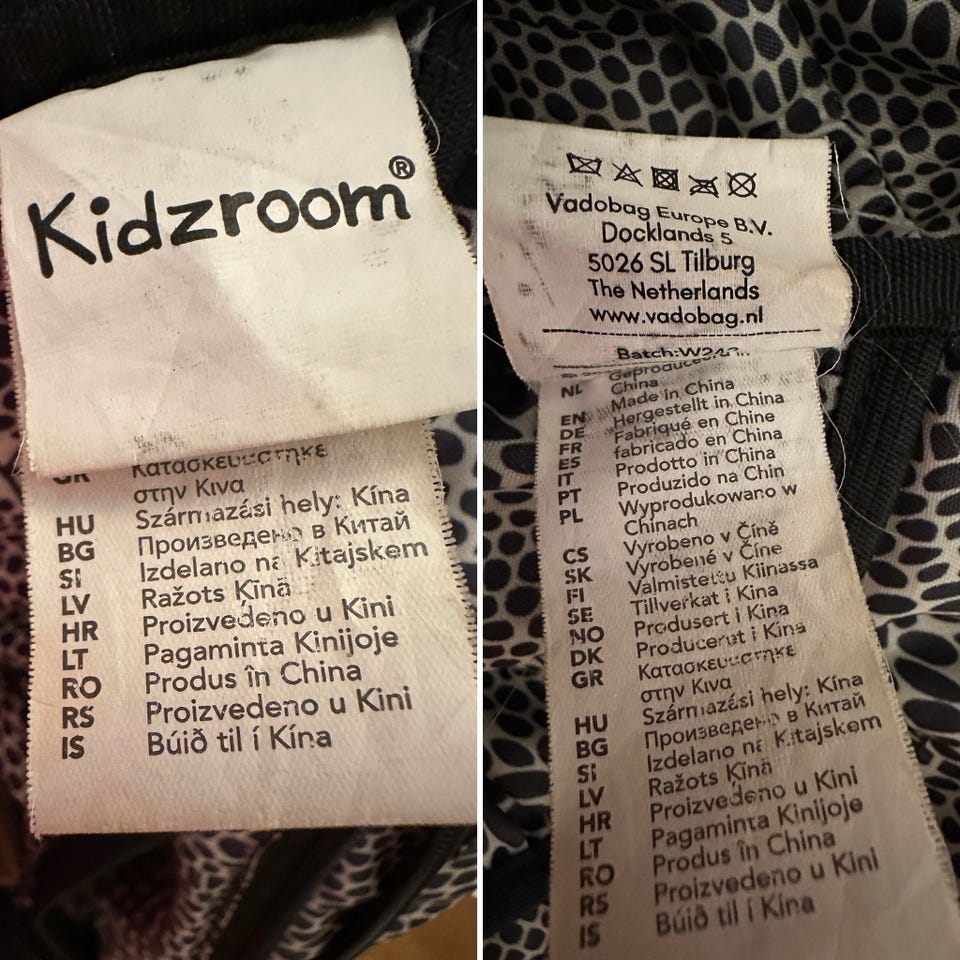 Kidzroom®
GR Κατασκευαστηκε
στην Κινα
HU Származási hely: Kína
BG Произведено в Китай
SI Izdelano na Kitajskem
LV Ražots Ķīnā
HR Proizvedeno u Kini
LT Pagaminta Kinijoje
RO Produs în China
RS Proizvedeno u Kini
IS Búið til í Kína
Vadobag Europe B.V.
Docklands 5
5026 SL Tilburg
The Netherlands
www.vadobag.nl
Batch:
NL
China
EN Made in China
DE Hergestellt in China
FR Fabriqué en Chine
ES fabricado en China
IT Prodotto in China
PT Produzido na Chin
PL Wyprodukowano w
Chinach
CS Vyrobeno v Číně
SK Vyrobené v Číne
FI Valmistettu Kiinassa
SE Tillverkat i Kina
NO Produsert i Kina
DK Produceret i Kina
GR Κατασκευαστηκε
στην Κινα
HU Származási hely: Kína
BG Произведено в Китай
SI Izdelano na Kitajskem
LV Ražots Ķīnā
HR Proizvedeno u Kini
LT Pagaminta Kinijoje
RO Produs în China
RS Proizvedeno u Kini
IS Búið til í Kína